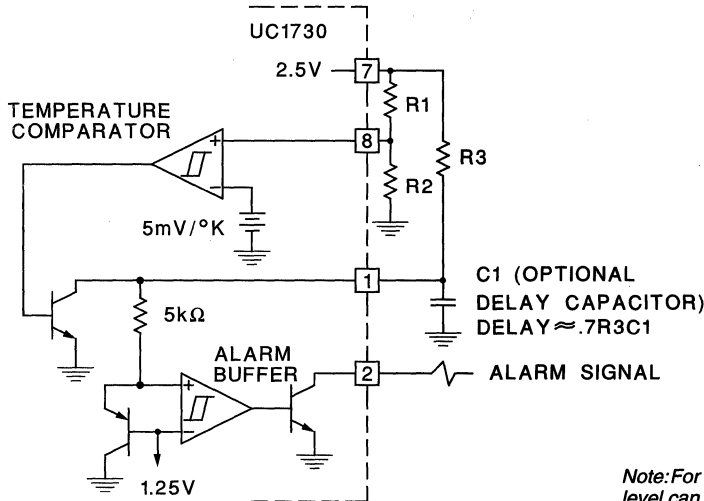 UC1730
2.5V
7
R1
TEMPERATURE
COMPARATOR
+
8
R3
-
R2
5mV/°K
1
C1 (OPTIONAL
DELAY CAPACITOR)
DELAY≈.7R3C1
5kΩ
ALARM
BUFFER
2
ALARM SIGNAL
+
-
1.25V
Note:For
level can